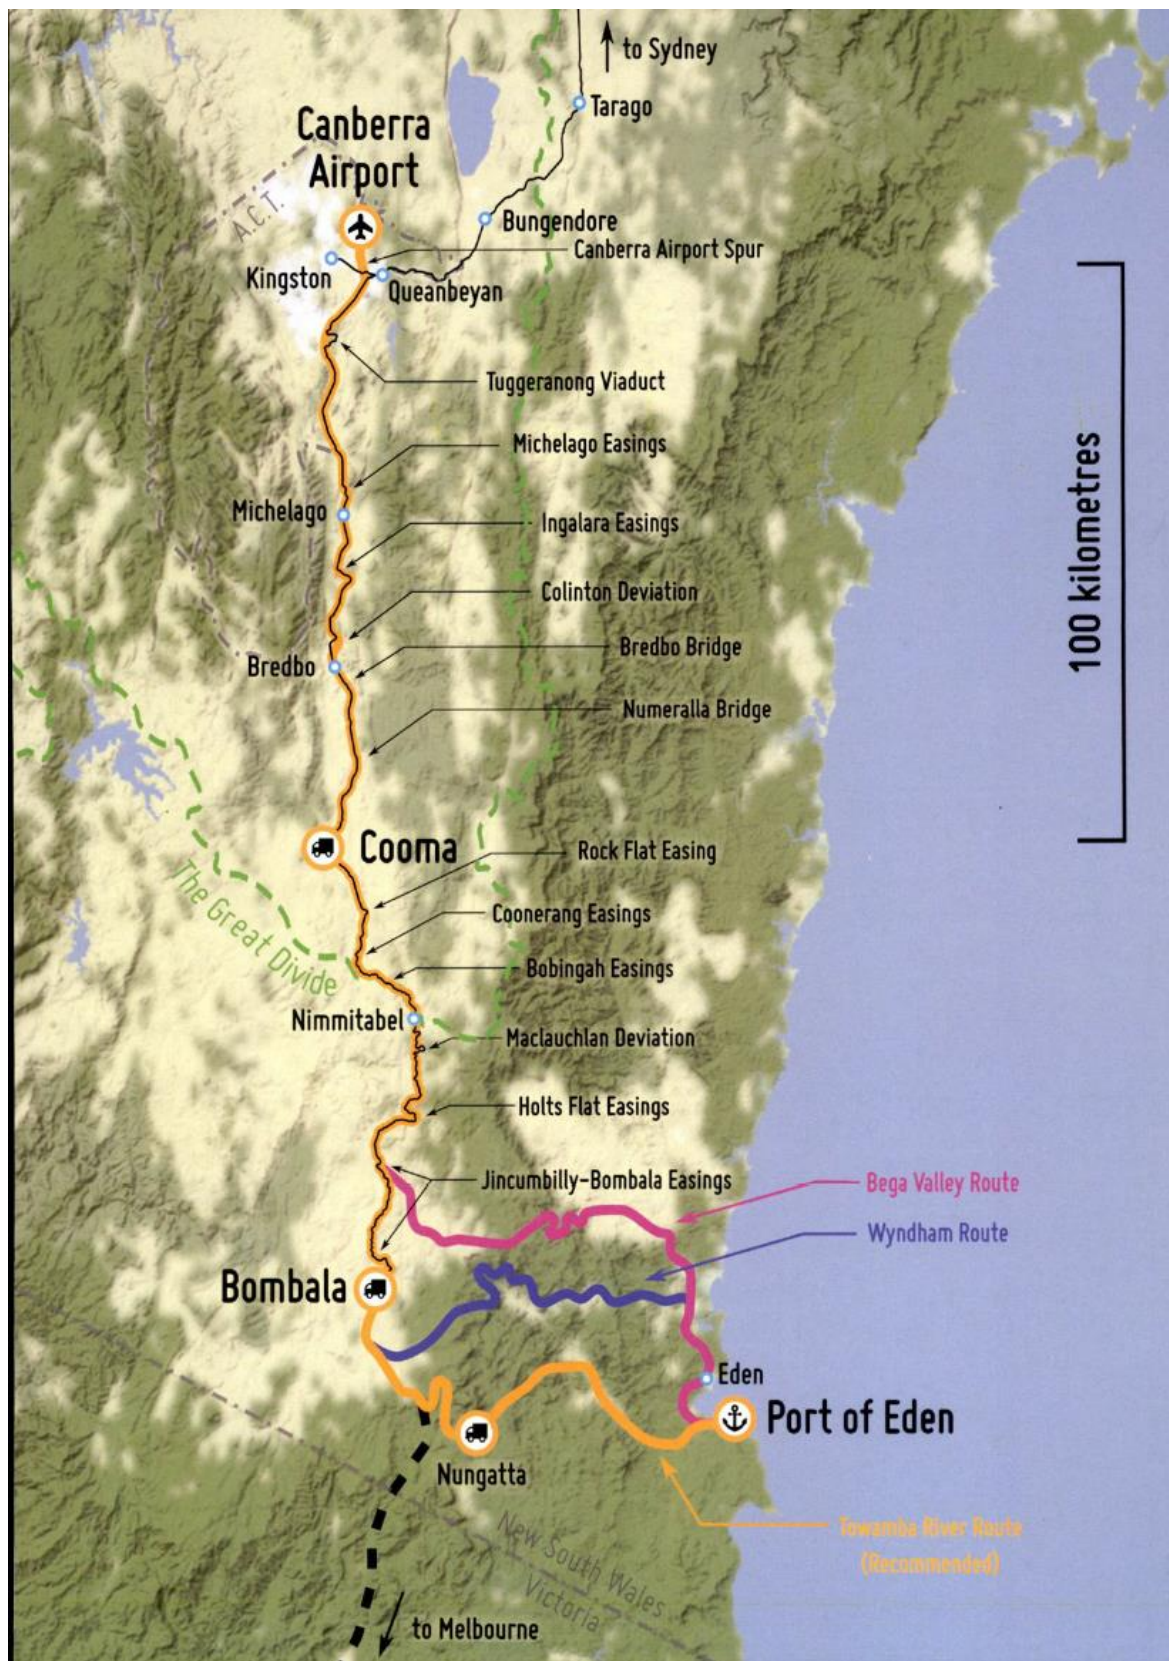 to Sydney
Tarago
Canberra
Airport
A.C.T.
Bungendore
Canberra Airport Spur
Kingston
Queanbeyan
Tuggeranong Viaduct
Michelago Easings
100 kilometres
Michelago
Ingalara Easings
Colinton Deviation
Bredbo Bridge
Bredbo
Numeralla Bridge
Cooma
Rock Flat Easing
The Great Divide
Coonerang Easings
Bobingah Easings
Nimmitabel
Maclauchlan Deviation
Holts Flat Easings
Jincumbilly-Bombala Easings
Bega Valley Route
Wyndham Route
Bombala
Eden
Port of Eden
Nungatta
Towamba River Route
(Recommended)
New South Wales
Victoria
to Melbourne